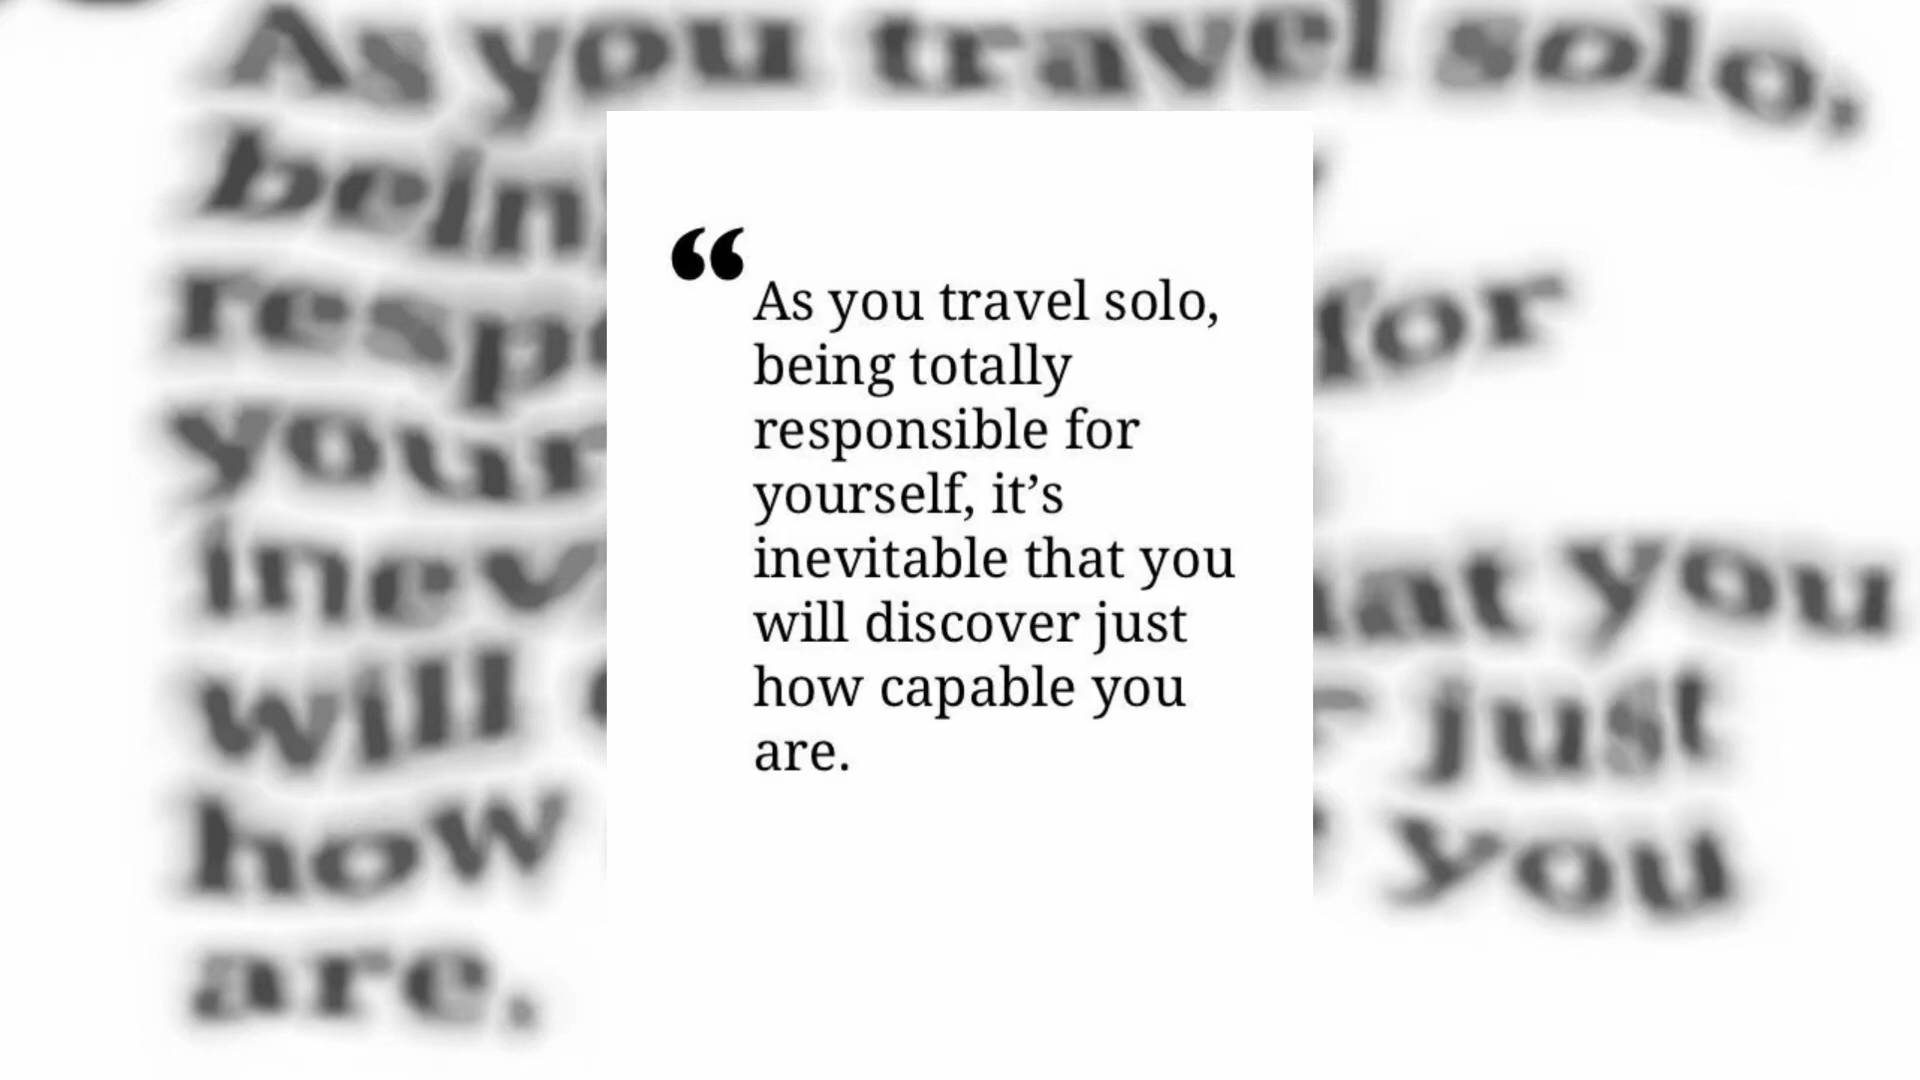 “
As you travel solo,
being totally
responsible for
yourself, it’s
inevitable that you
will discover just
how capable you
are.